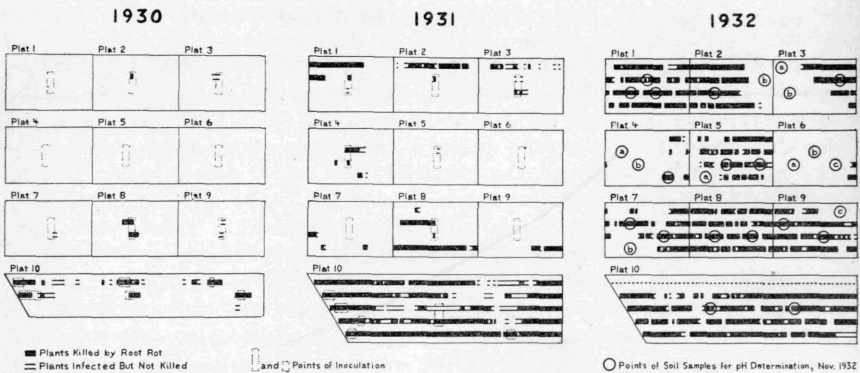 1930
1931
1932
Plat 1
Plat 2
Plat 3
Plat 4
Plat 5
Plat 6
Plat 7
Plat 8
Plat 9
Plat 10
Plat 1
Plat 2
Plat 3
Plat 4
Plat 5
Plat 6
Plat 7
Plat 8
Plat 9
Plat 10
Plat 1
Plat 2
Plat 3
a
b
b
Plat 4
Plat 5
Plat 6
a
b
b
a
c
a
Plat 7
Plat 8
Plat 9
c
b
Plat 10
Plants Killed by Root Rot
Plants Infected But Not Killed
and Points of Inoculation
Points of Soil Samples for pH Determination, Nov. 1932